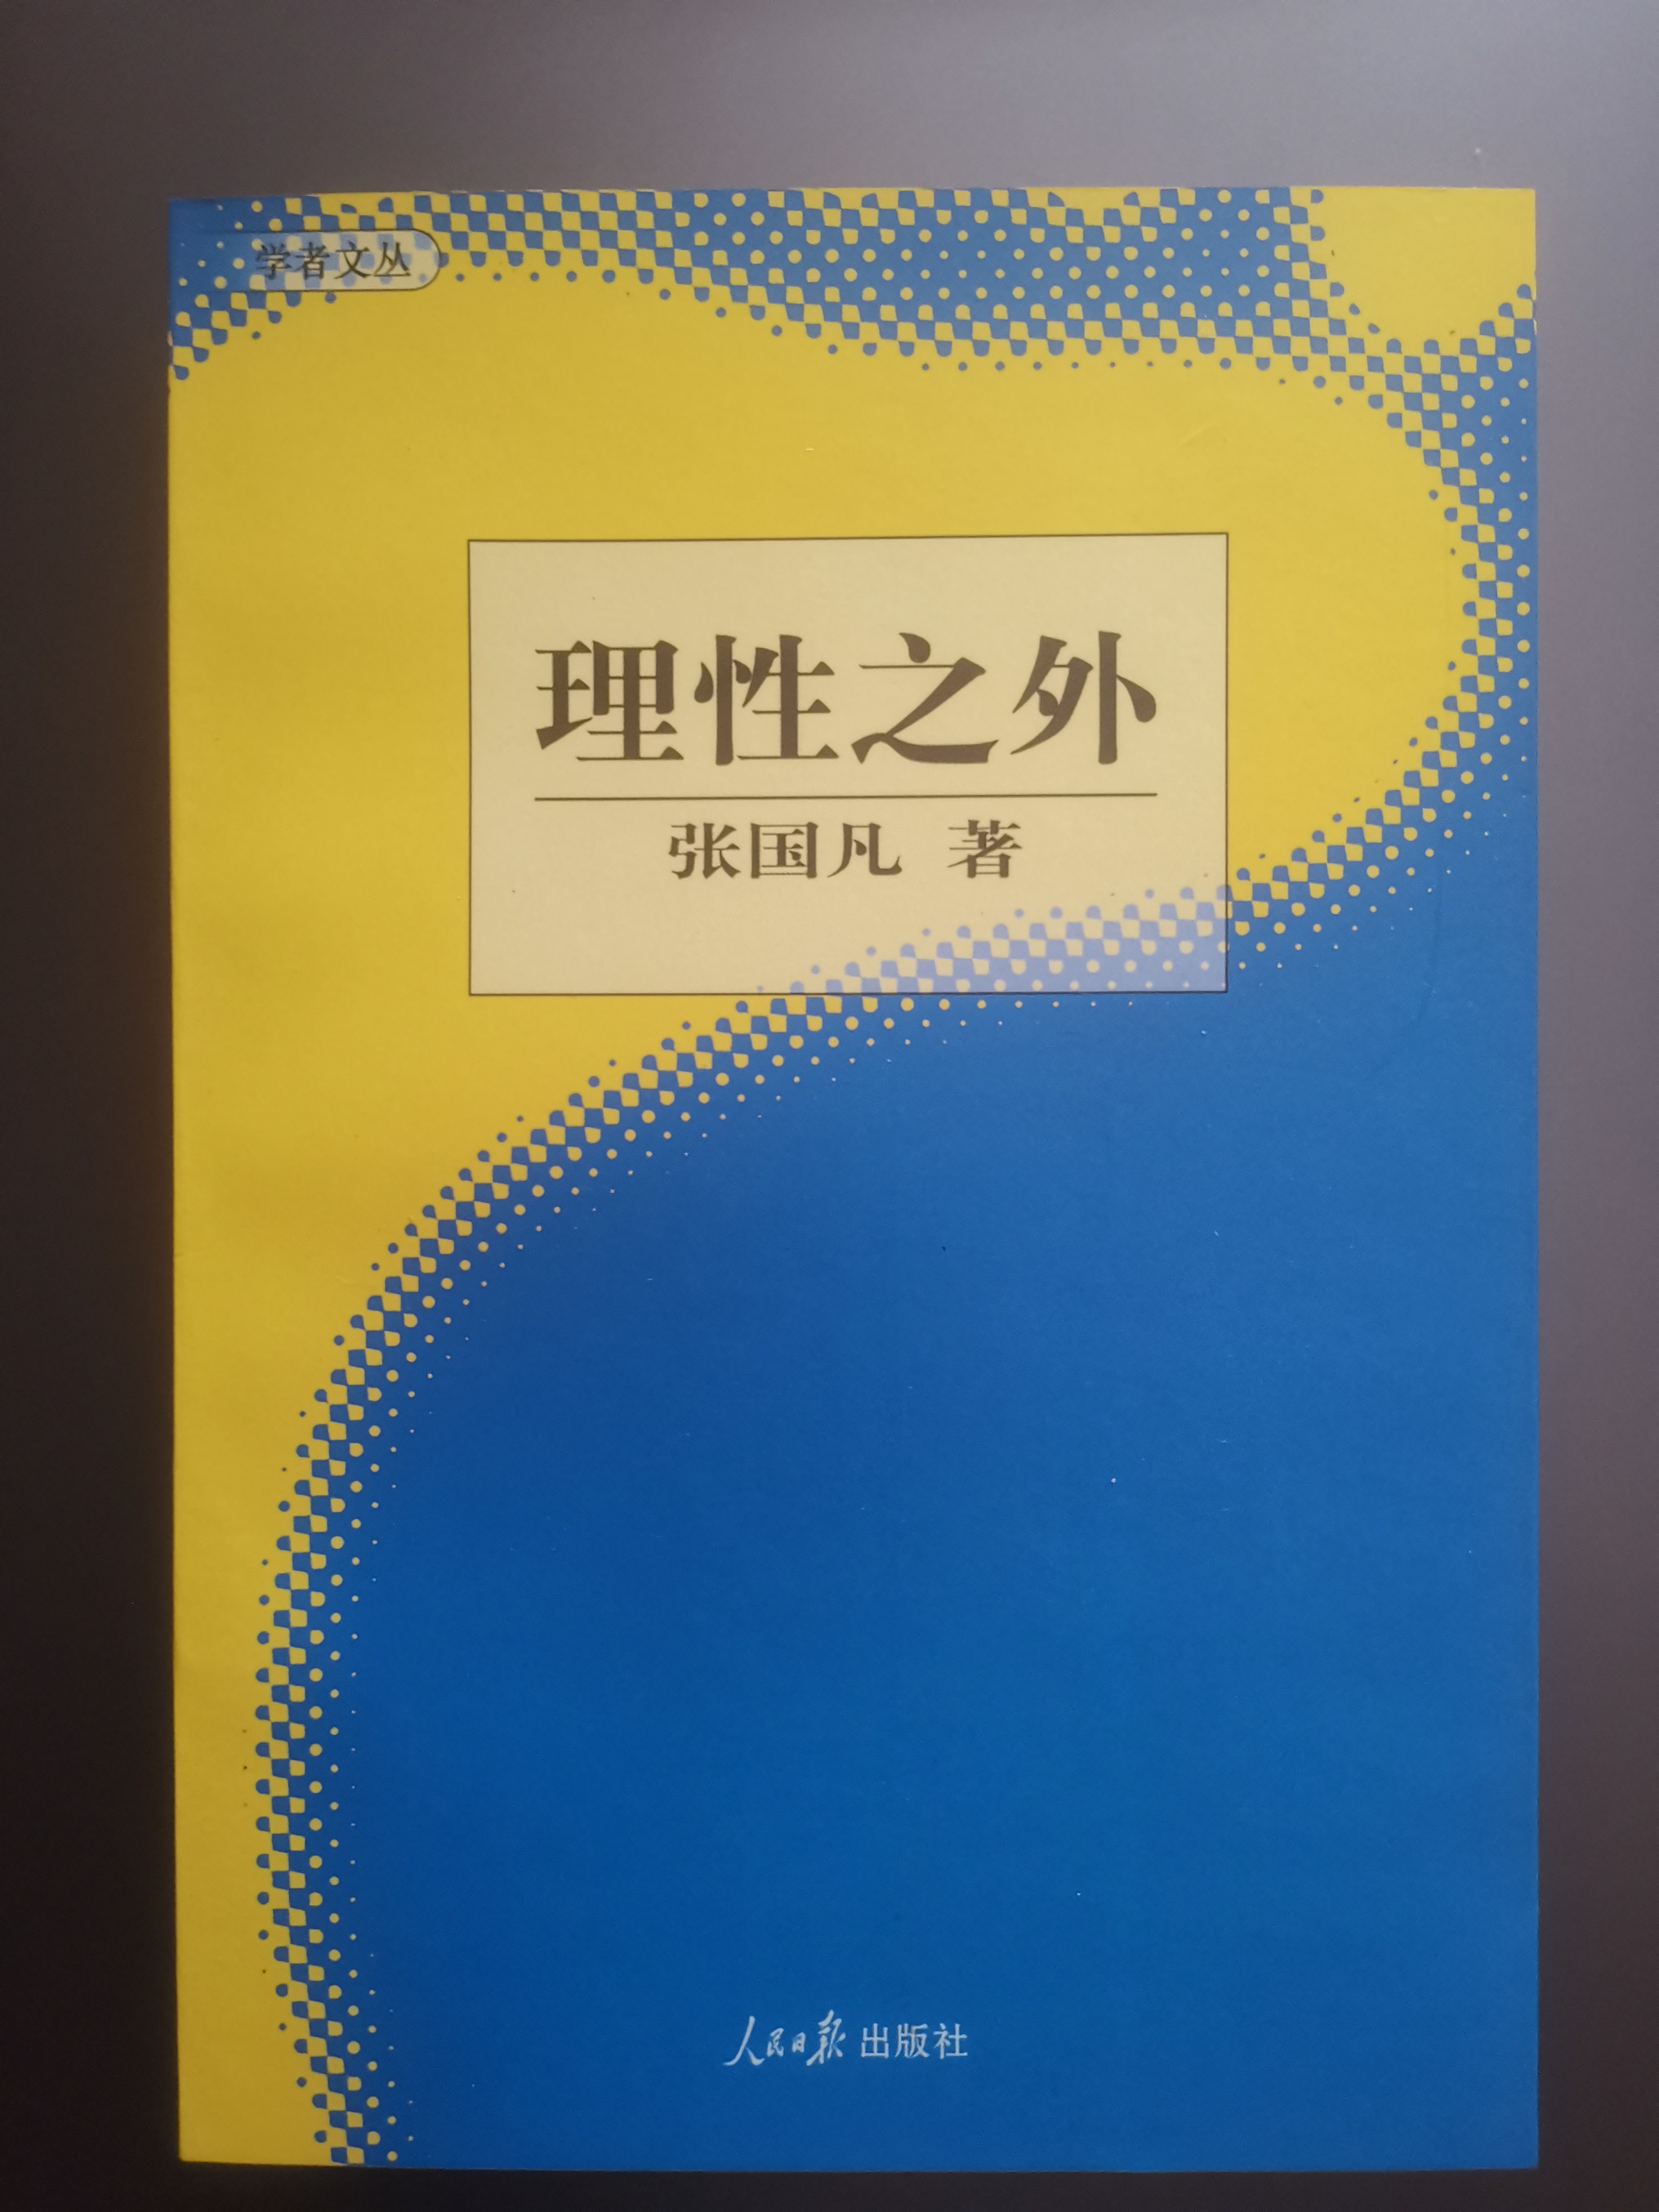 学者文丛
理性之外
张国凡 著
人民日报出版社